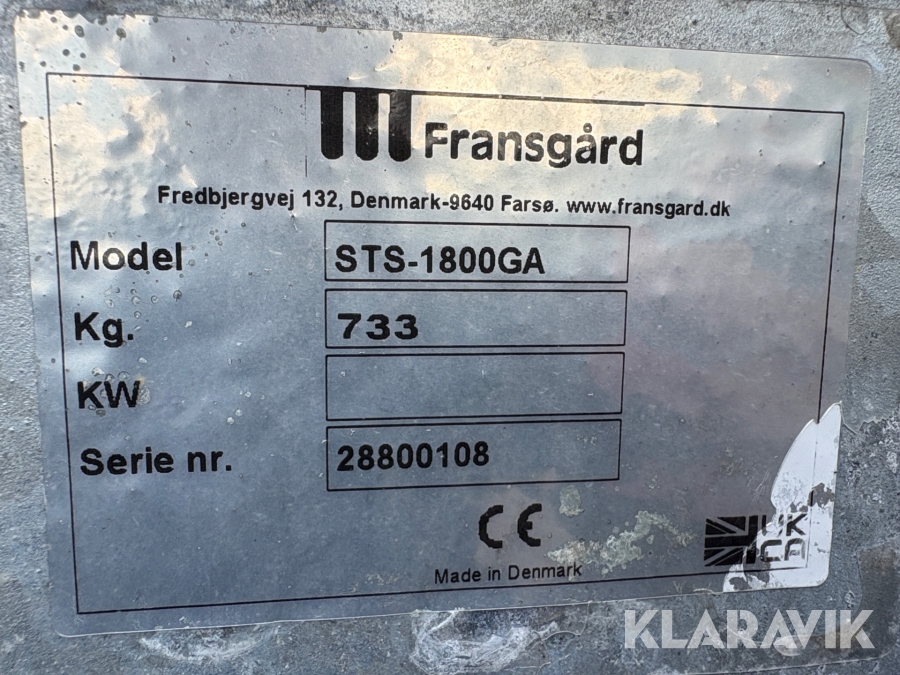 Fransgård
Fredbjergvej 132, Denmark-9640 Farsø. www.fransgard.dk
Model STS-1800GA
Kg. 733
KW
Serie nr. 28800108
CE
UK
CA
Made in Denmark
KLARAVIK